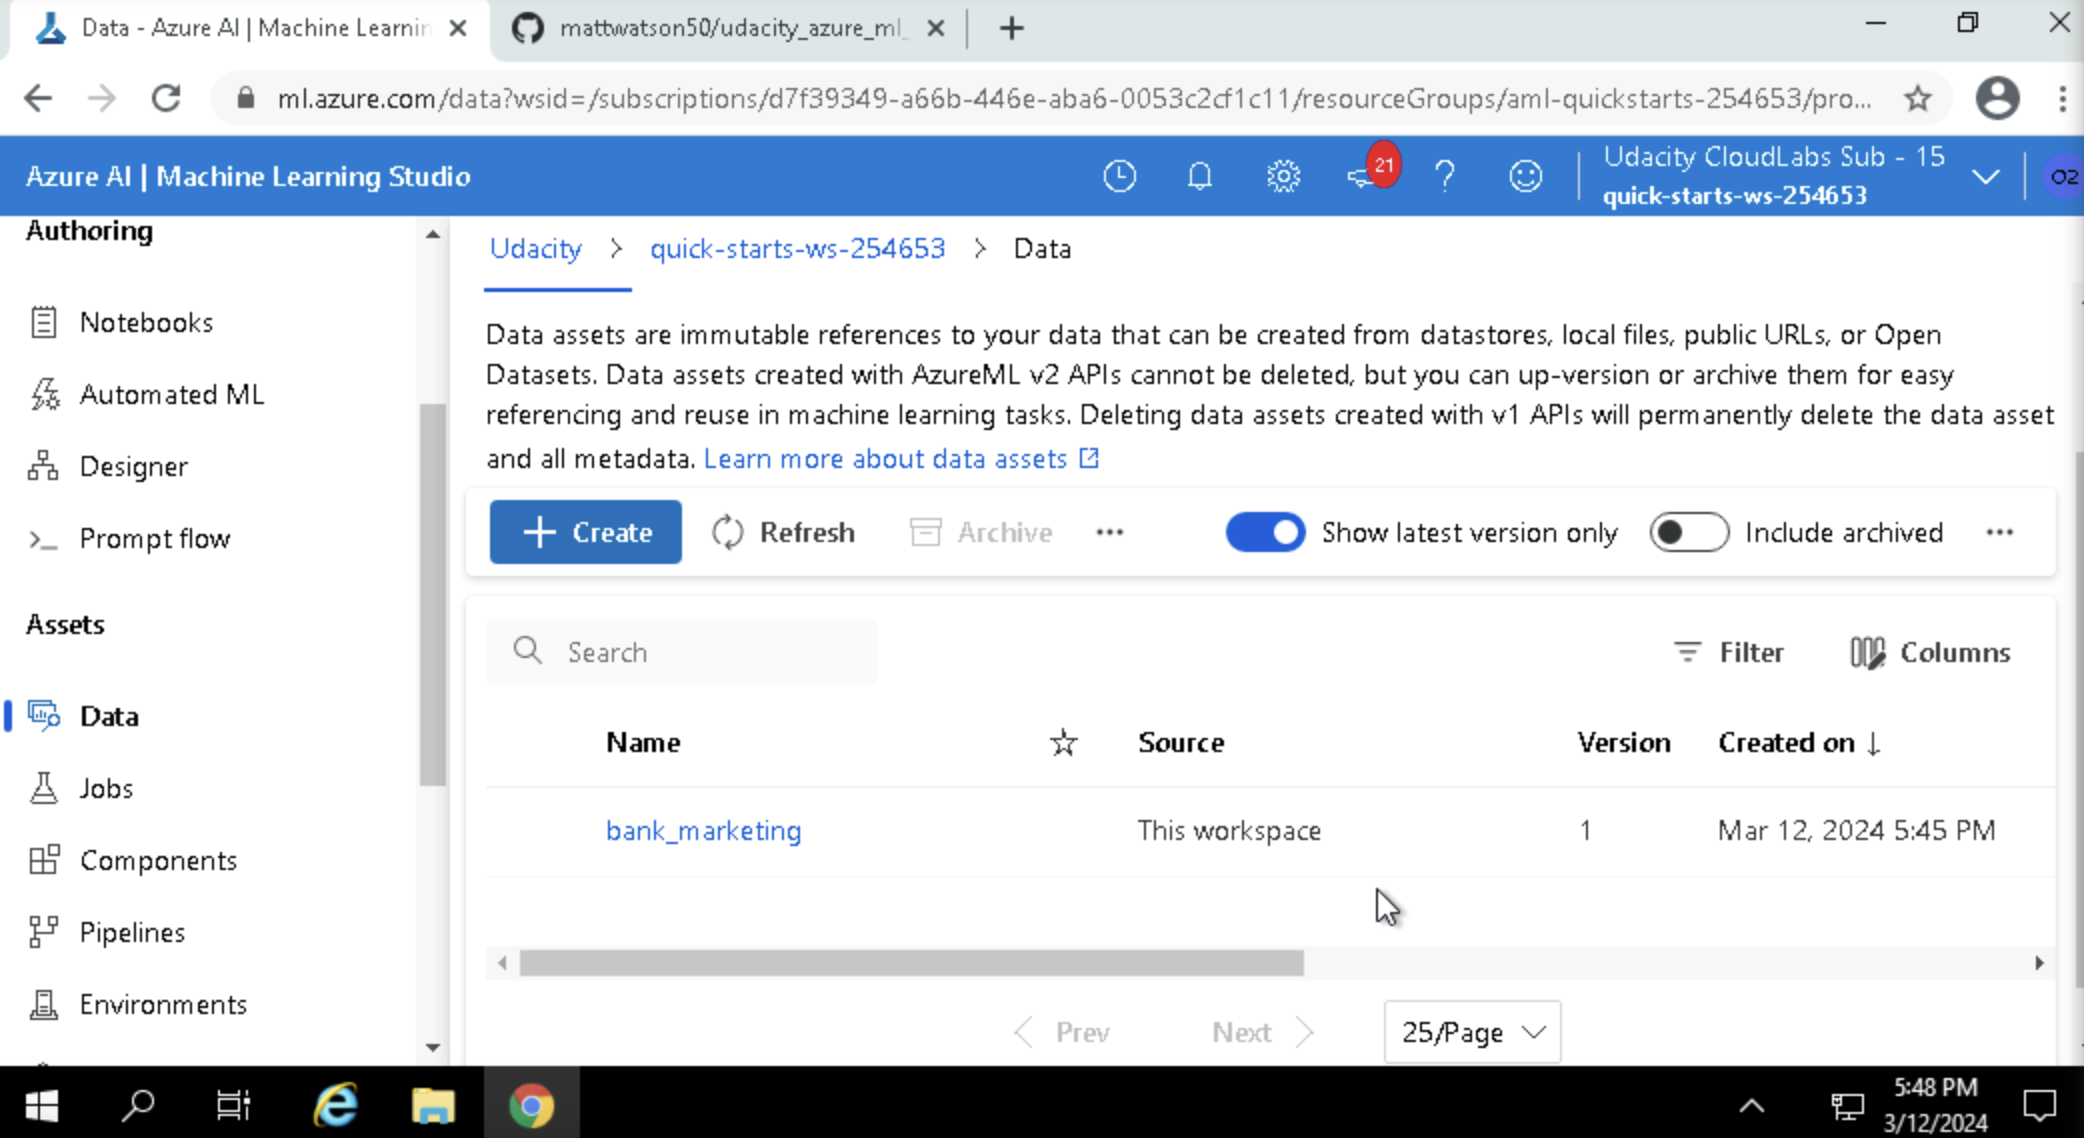 Data - Azure AI | Machine Learnin
mattwatson50/udacity_azure_ml_
ml.azure.com/data?wsid=/subscriptions/d7f39349-a66b-446e-aba6-0053c2cf1c11/resourceGroups/aml-quickstarts-254653/pro...
Azure AI | Machine Learning Studio
21
Udacity CloudLabs Sub - 15
quick-starts-ws-254653
O2
Authoring
Notebooks
Automated ML
Designer
Prompt flow
Assets
Data
Jobs
Components
Pipelines
Environments
Udacity > quick-starts-ws-254653 > Data
Data assets are immutable references to your data that can be created from datastores, local files, public URLs, or Open
Datasets. Data assets created with AzureML v2 APIs cannot be deleted, but you can up-version or archive them for easy
referencing and reuse in machine learning tasks. Deleting data assets created with v1 APIs will permanently delete the data asset
and all metadata. Learn more about data assets
Create Refresh Archive ... Show latest version only Include archived ...
Search
Filter Columns
Name Source Version Created on ↓
bank_marketing This workspace 1 Mar 12, 2024 5:45 PM
Prev Next 25/Page
5:48 PM
3/12/2024